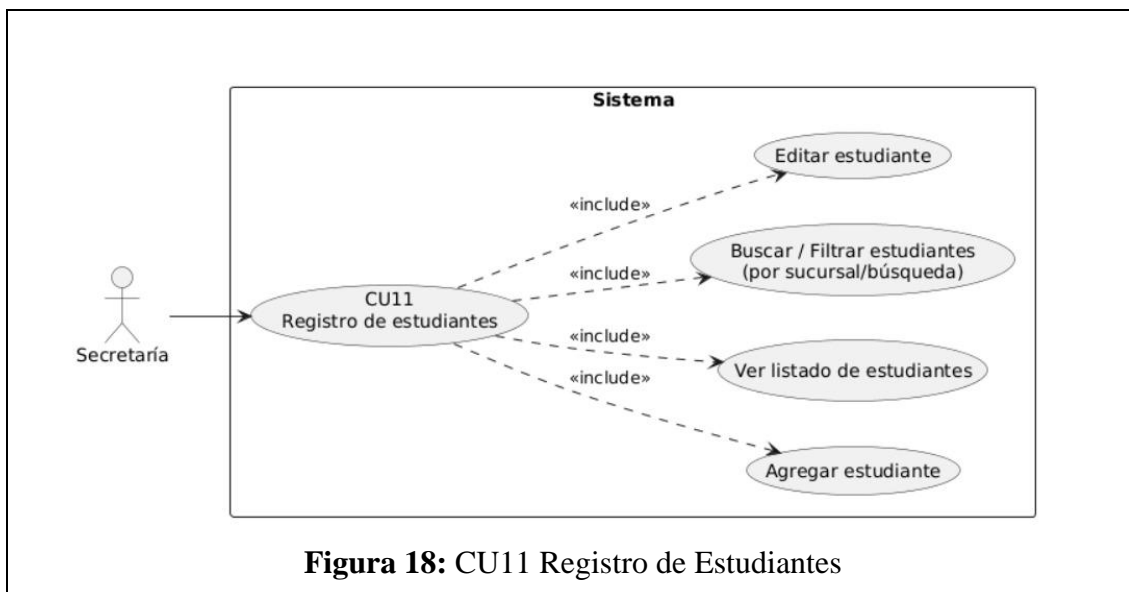 Sistema
Editar estudiante
«include»
Buscar / Filtrar estudiantes
(por sucursal/búsqueda)
«include»
CU11
Registro de estudiantes
Secretaría
«include»
Ver listado de estudiantes
«include»
Agregar estudiante
Figura 18: CU11 Registro de Estudiantes